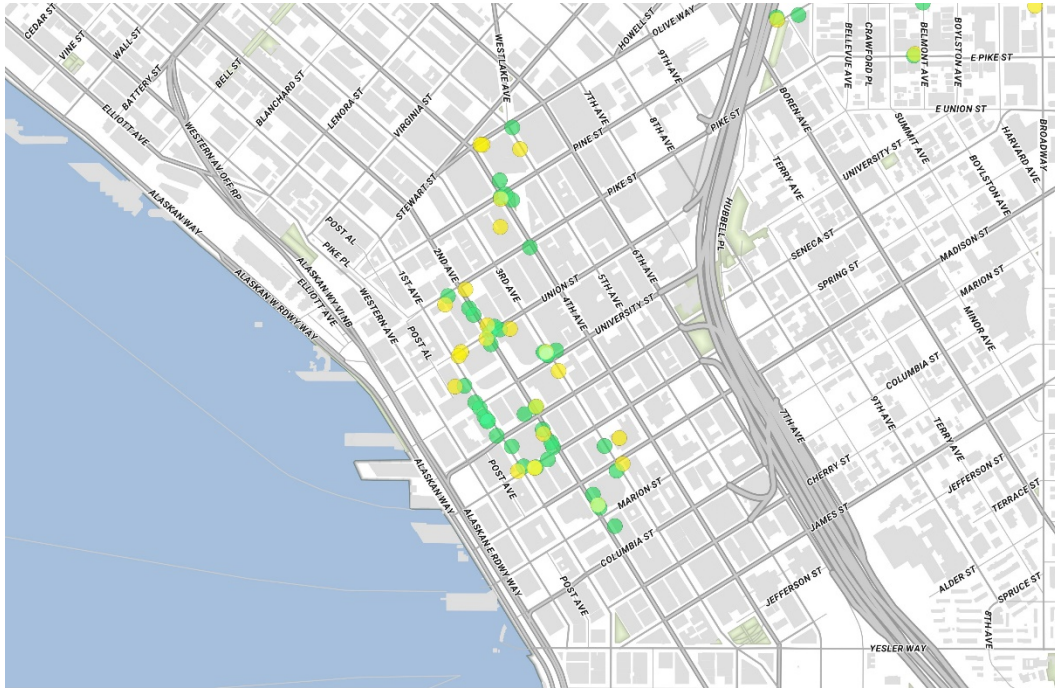 CEDAR ST
VINE ST
WALL ST
BATTERY ST
BELL ST
BLANCHARD ST
LENORA ST
VIRGINIA ST
ELLIOTT AVE
WESTERN AV OFF RP
STEWART ST
WESTLAKE AVE
HOWELL ST
OLIVE WAY
9TH AVE
7TH AVE
8TH AVE
PINE ST
PIKE ST
PIKE ST
BOREN AVE
BELLEVUE AVE
CRAWFORD PL
BELMONT AVE
BOYLSTON AVE
E PIKE ST
E UNION ST
SUMMIT AVE
HARVARD AVE
BROADWAY
BOYLSTON AVE
UNIVERSITY ST
TERRY AVE
HUBBELL PL
SENECA ST
MADISON ST
SPRING ST
MARION ST
MINOR AVE
COLUMBIA ST
ALASKAN WAY
POST AL
PIKE PL
ALASKAN WY VI NB
ELLIOTT AVE
ALASKAN W RDWY WAY
WESTERN AVE
1ST AVE
2ND AVE
3RD AVE
UNION ST
4TH AVE
5TH AVE
6TH AVE
UNIVERSITY ST
POST AL
7TH AVE
9TH AVE
TERRY AVE
CHERRY ST
JEFFERSON ST
TERRACE ST
JAMES ST
POST AVE
ALASKAN WAY
MARION ST
COLUMBIA ST
ALASKAN E RDWY WAY
POST AVE
JEFFERSON ST
ALDER ST
SPRUCE ST
8TH AVE
YESLER WAY